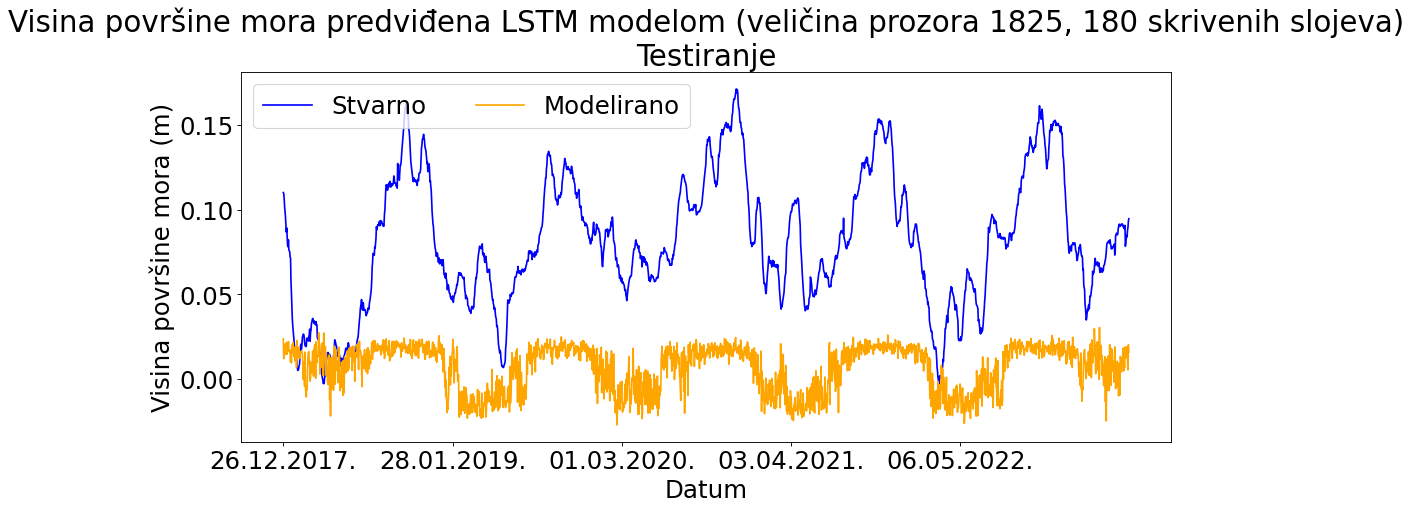 Visina površine mora predviđena LSTM modelom (veličina prozora 1825, 180 skrivenih slojeva)
Testiranje
Stvarno Modelirano
Visina površine mora (m)
0.15
0.10
0.05
0.00
26.12.2017. 28.01.2019. 01.03.2020. 03.04.2021. 06.05.2022.
Datum